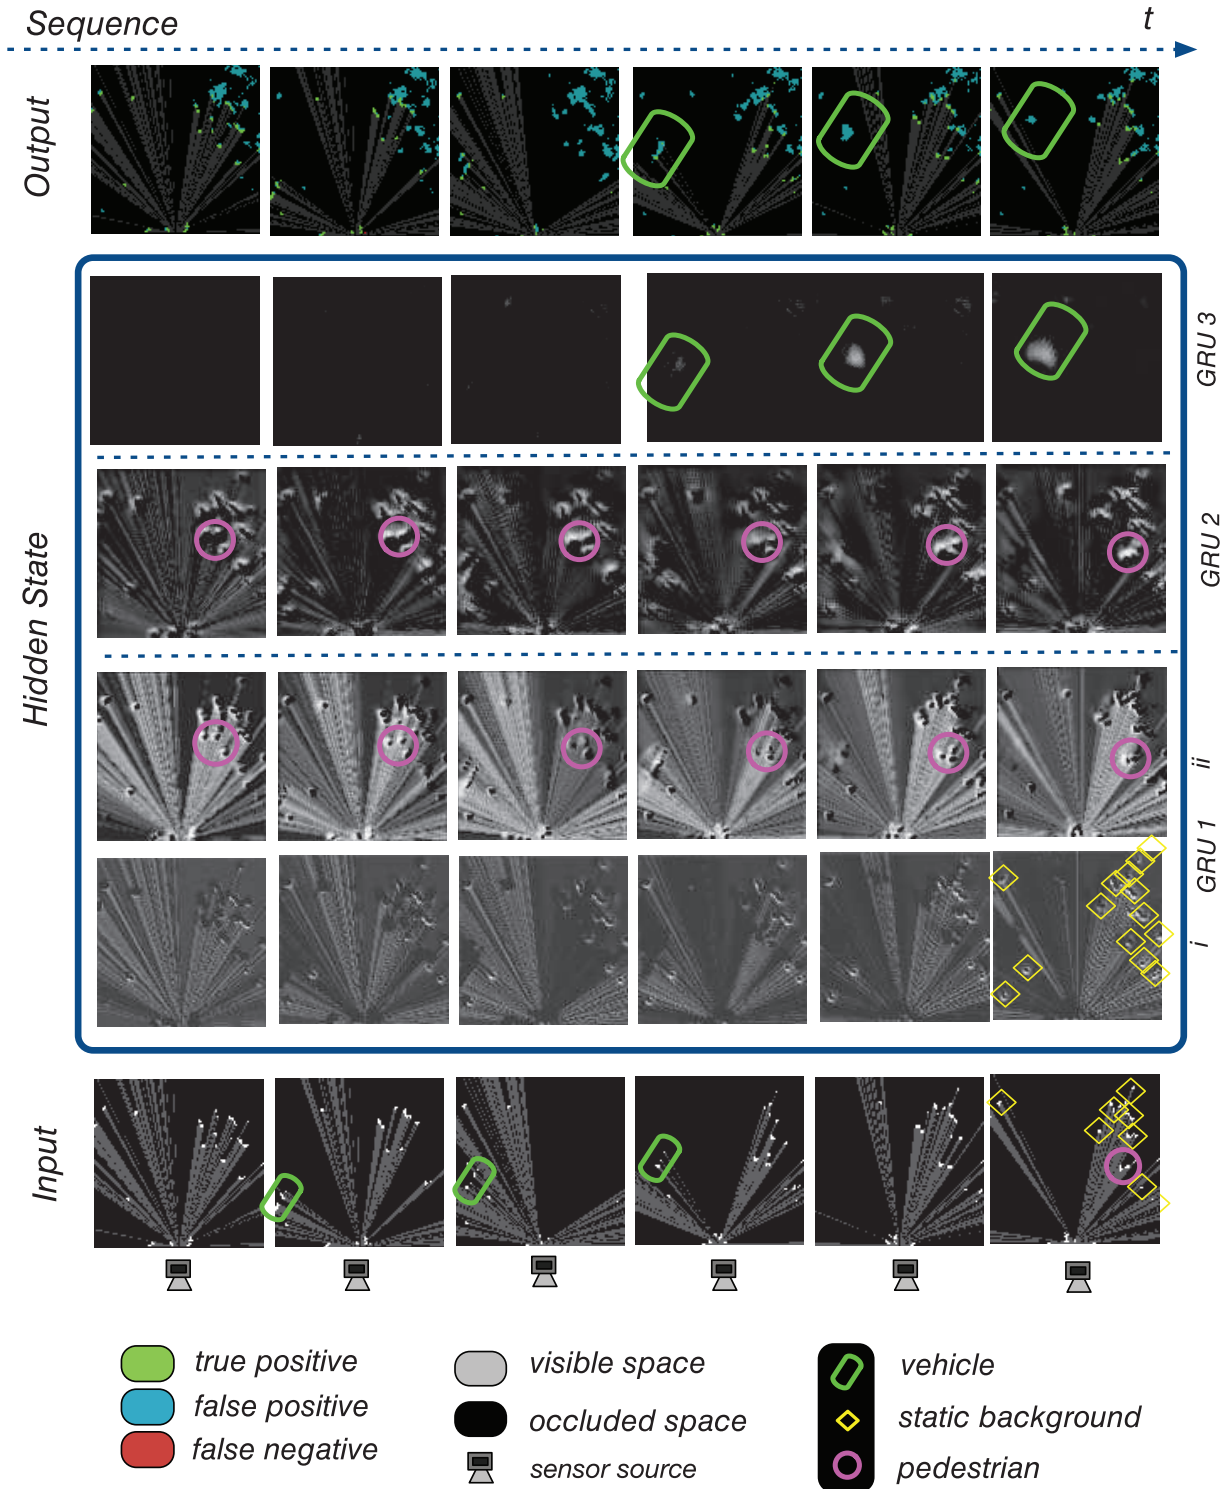 Sequence
t
Output
GRU 3
GRU 2
Hidden State
ii
GRU 1
i
Input
true positive
false positive
false negative
visible space
occluded space
sensor source
vehicle
static background
pedestrian